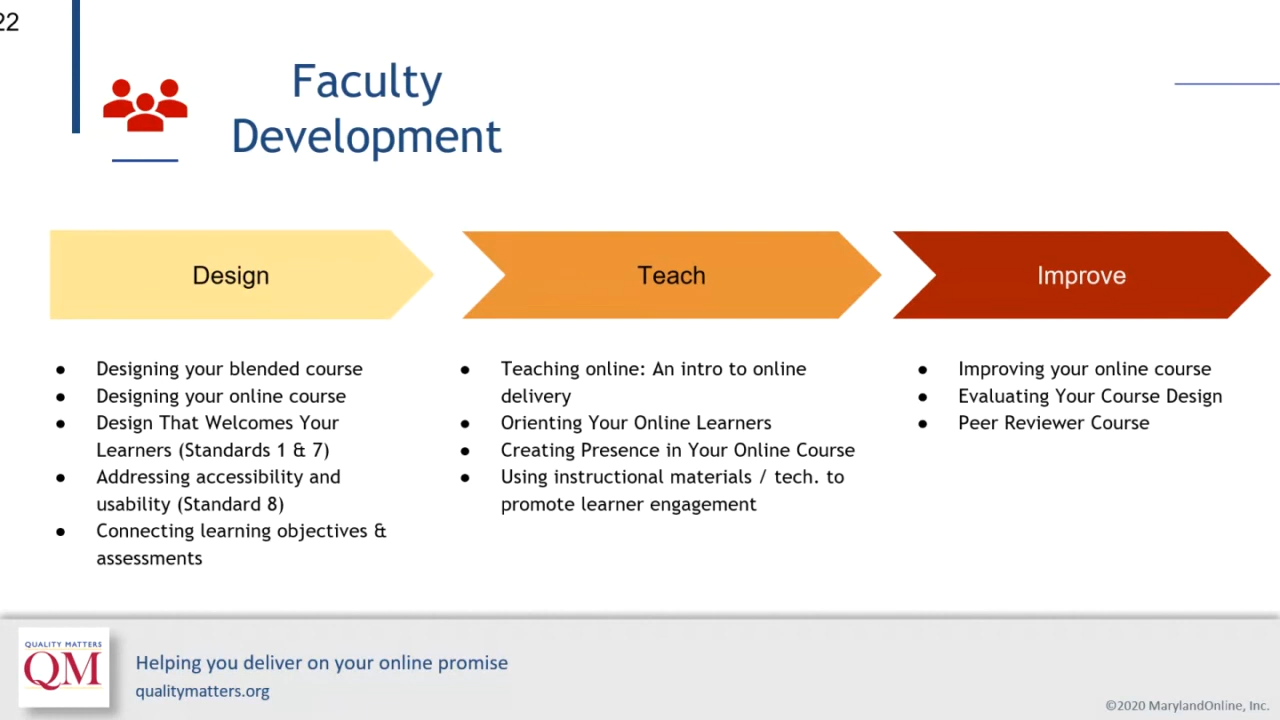 22
Faculty
Development
Design
Teach
Improve
● Designing your blended course
● Designing your online course
● Design That Welcomes Your
Learners (Standards 1 & 7)
● Addressing accessibility and
usability (Standard 8)
● Connecting learning objectives &
assessments
● Teaching online: An intro to online
delivery
● Orienting Your Online Learners
● Creating Presence in Your Online Course
● Using instructional materials / tech. to
promote learner engagement
● Improving your online course
● Evaluating Your Course Design
● Peer Reviewer Course
QUALITY MATTERS
QM
Helping you deliver on your online promise
qualitymatters.org
©2020 MarylandOnline, Inc.